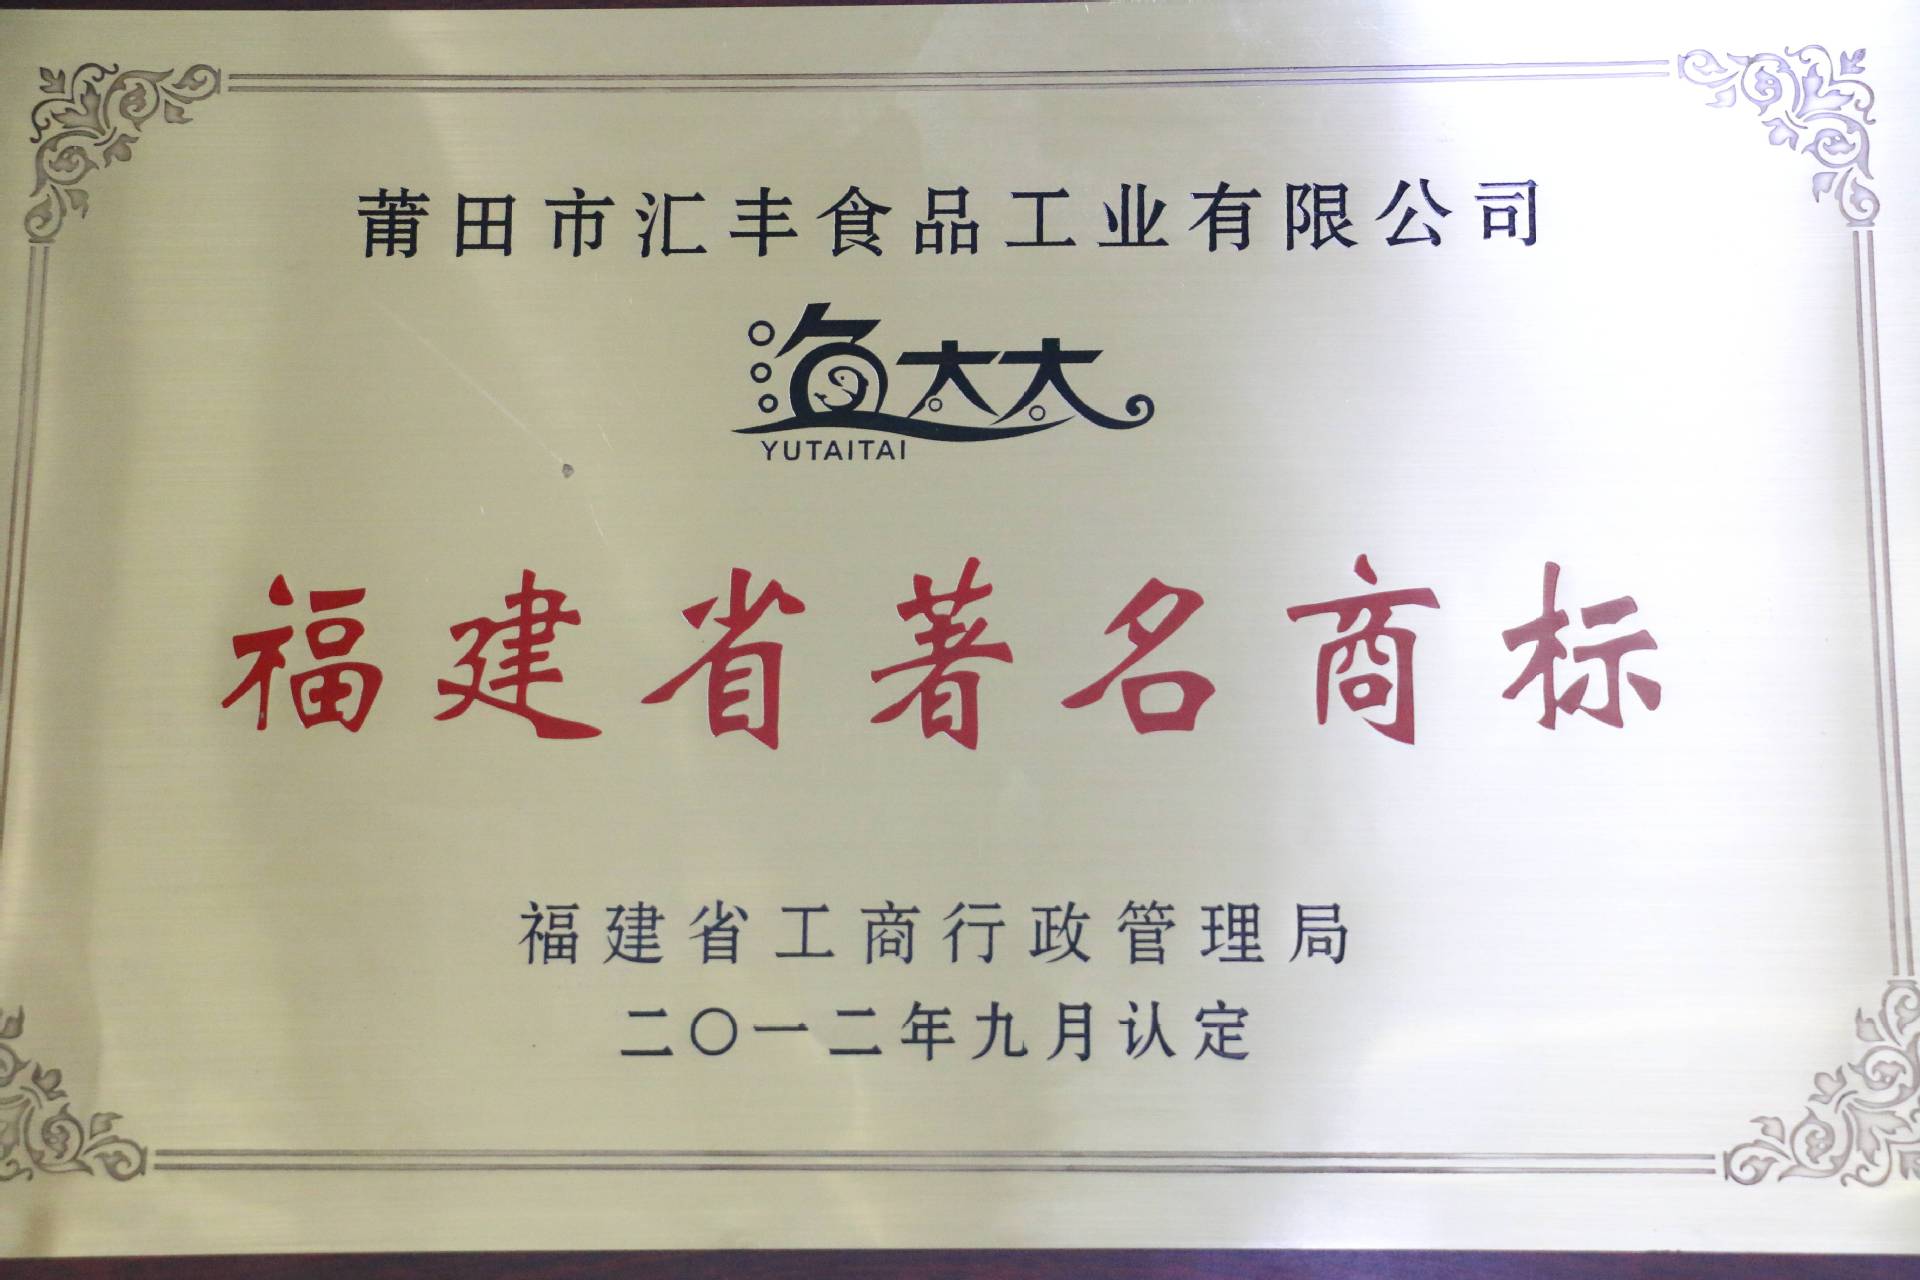 莆田市汇丰食品工业有限公司
渔太太
YUTAITAI
福建省著名商标
福建省工商行政管理局
二〇一二年九月认定